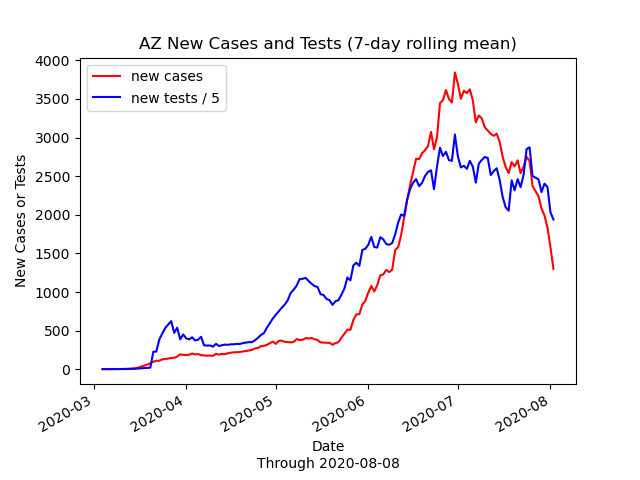 AZ New Cases and Tests (7-day rolling mean)
new cases
new tests / 5
New Cases or Tests
4000
3500
3000
2500
2000
1500
1000
500
0
2020-03
2020-04
2020-05
2020-06
2020-07
2020-08
Date
Through 2020-08-08